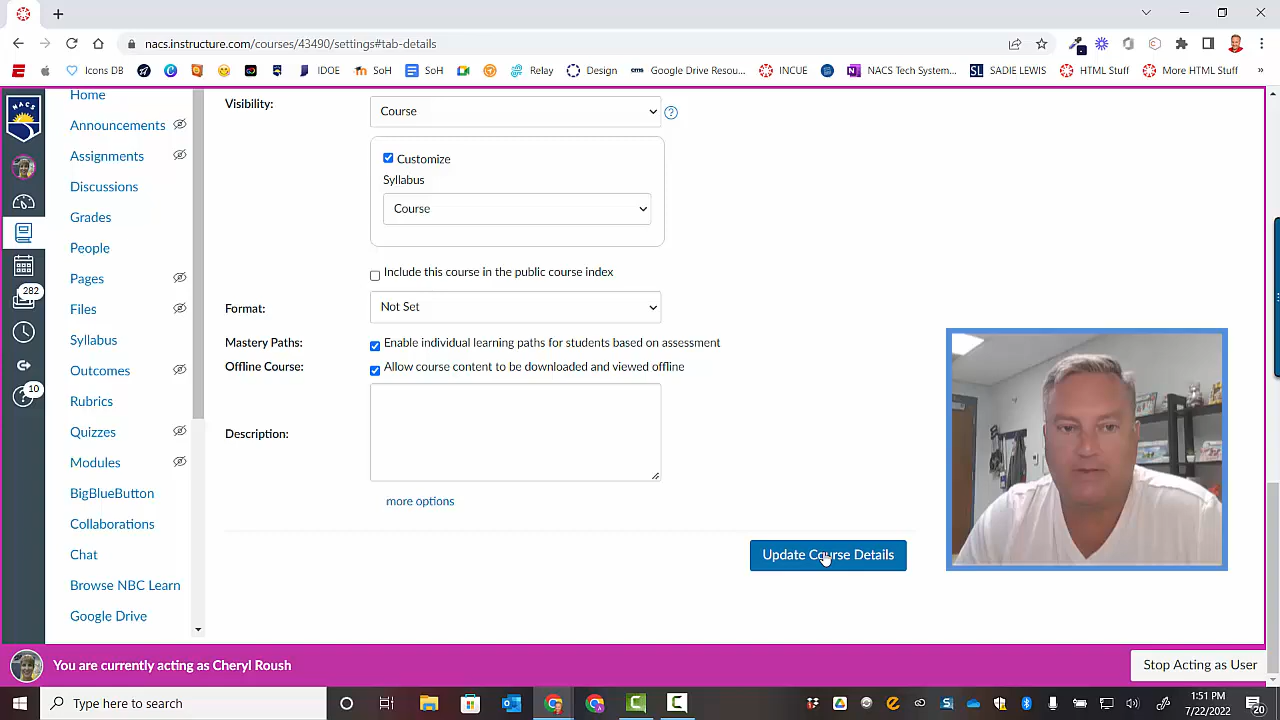 nacs.instructure.com/courses/43490/settings#tab-details
Icons DB
IDOE
SoH
SoH
Relay
Design
cms
Google Drive Resou...
INCUE
NACS Tech System...
SL
SADIE LEWIS
HTML Stuff
More HTML Stuff
»
NACS
282
10
Home
Announcements
Assignments
Discussions
Grades
People
Pages
Files
Syllabus
Outcomes
Rubrics
Quizzes
Modules
BigBlueButton
Collaborations
Chat
Browse NBC Learn
Google Drive
Visibility:
Course
Customize
Syllabus
Course
Include this course in the public course index
Format:
Not Set
Mastery Paths:
Enable individual learning paths for students based on assessment
Offline Course:
Allow course content to be downloaded and viewed offline
Description:
more options
Update Course Details
You are currently acting as Cheryl Roush
Stop Acting as User
Type here to search
1:51 PM
7/22/2022
20